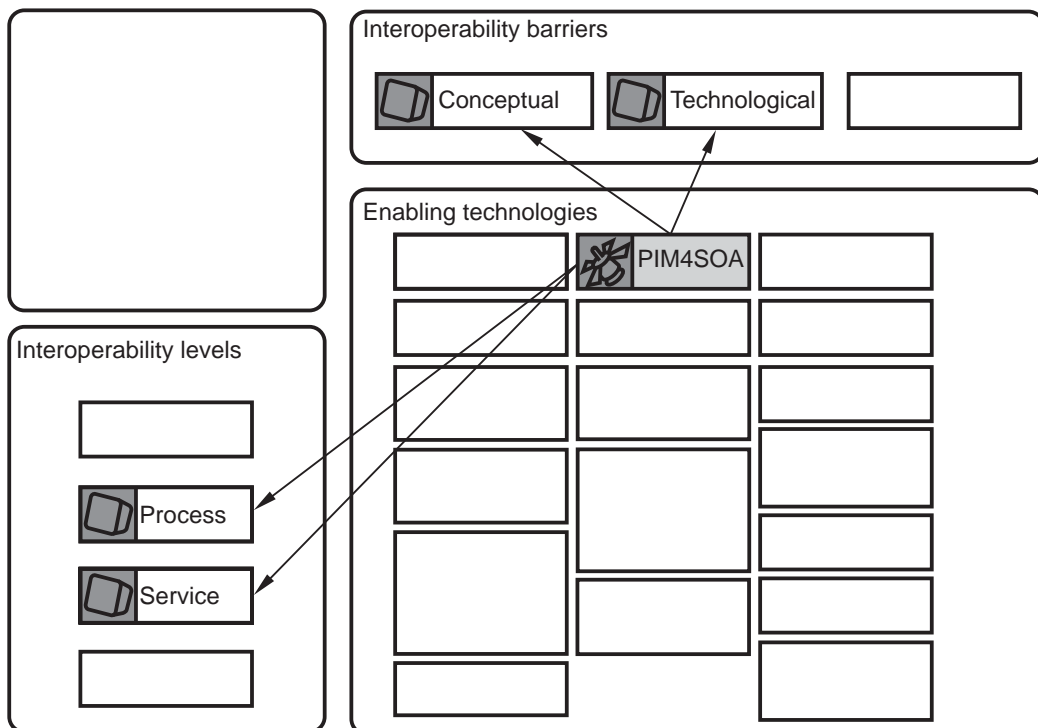 Interoperability barriers
Conceptual
Technological
Enabling technologies
PIM4SOA
Interoperability levels
Process
Service